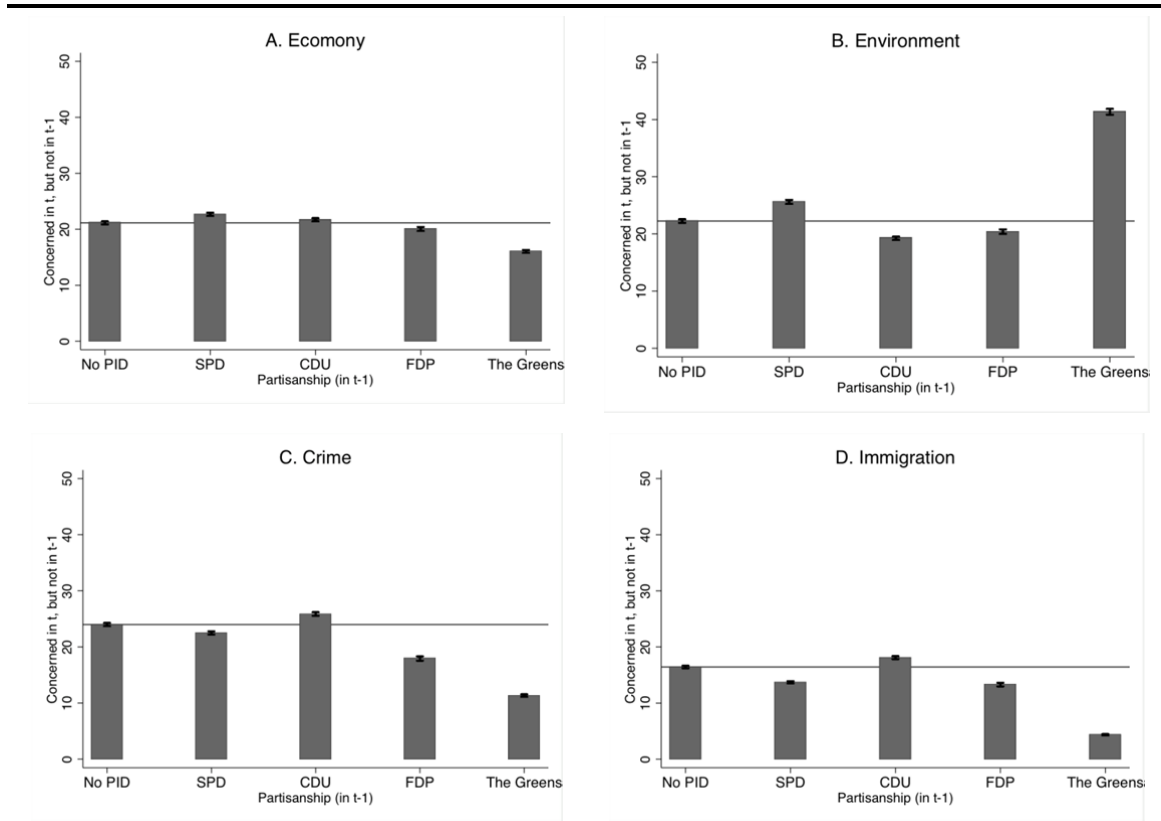 A. Ecomony
Concerned in t, but not in t-1
50
40
30
20
10
0
No PID SPD CDU FDP The Greens
Partisanship (in t-1)
B. Environment
Concerned in t, but not in t-1
50
40
30
20
10
0
No PID SPD CDU FDP The Greens
Partisanship (in t-1)
C. Crime
Concerned in t, but not in t-1
50
40
30
20
10
0
No PID SPD CDU FDP The Greens
Partisanship (in t-1)
D. Immigration
Concerned in t, but not in t-1
50
40
30
20
10
0
No PID SPD CDU FDP The Greens
Partisanship (in t-1)